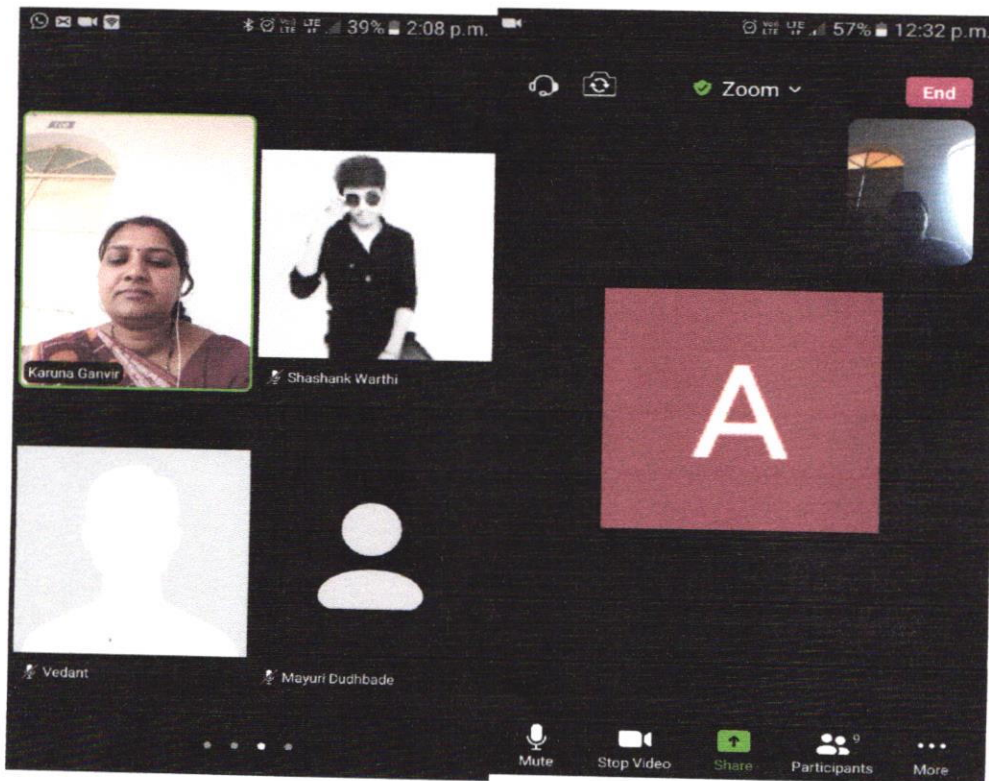 39% 2:08 p.m.
Karuna Ganvir
Shashank Warthi
Vedant
Mayuri Dudhbade
57% 12:32 p.m.
Zoom
End
A
Mute
Stop Video
Share
9
Participants
More